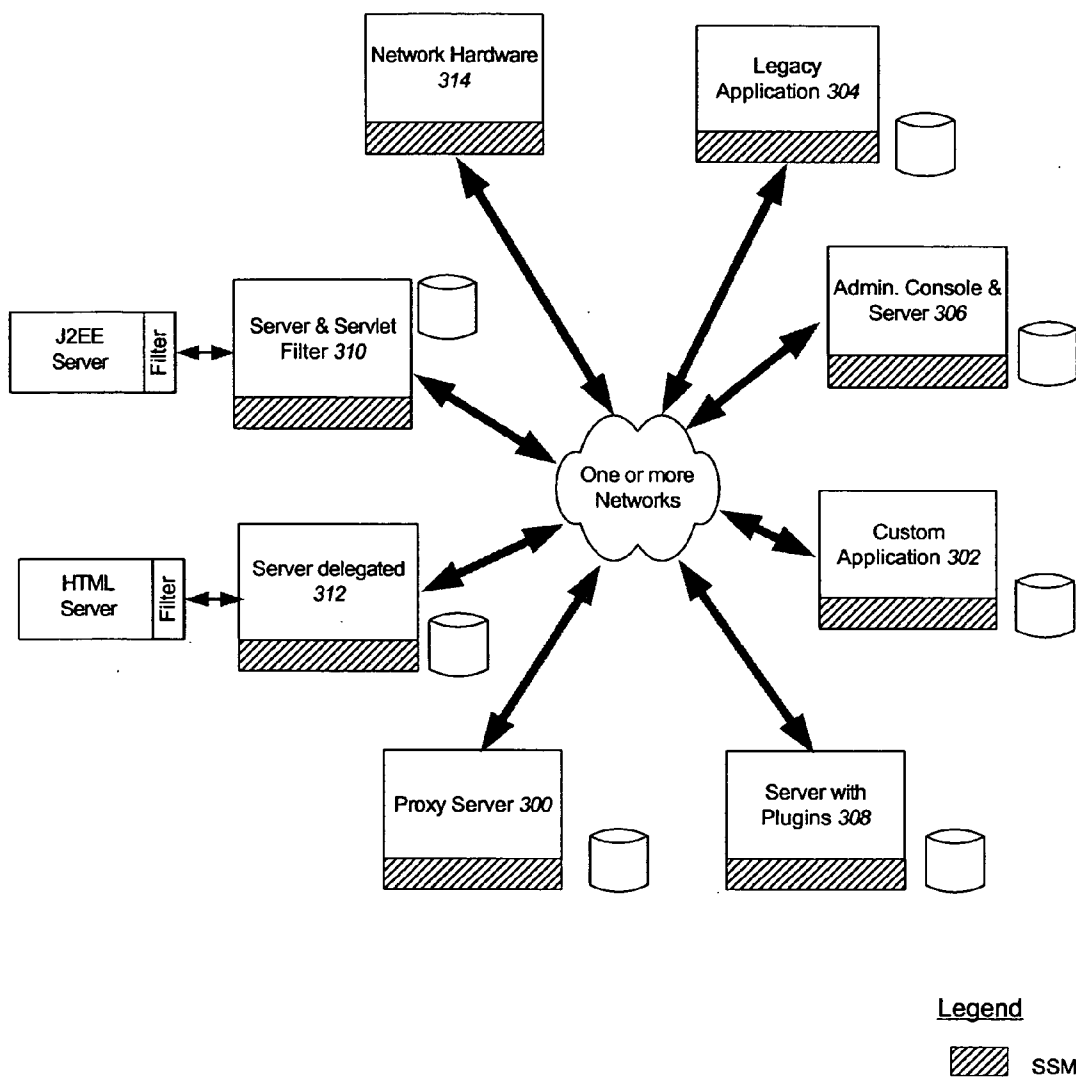 Network Hardware
314
Legacy
Application 304
Admin. Console &
Server 306
J2EE
Server
Filter
Server & Servlet
Filter 310
One or more
Networks
Custom
Application 302
HTML
Server
Filter
Server delegated
312
Proxy Server 300
Server with
Plugins 308
Legend
SSM